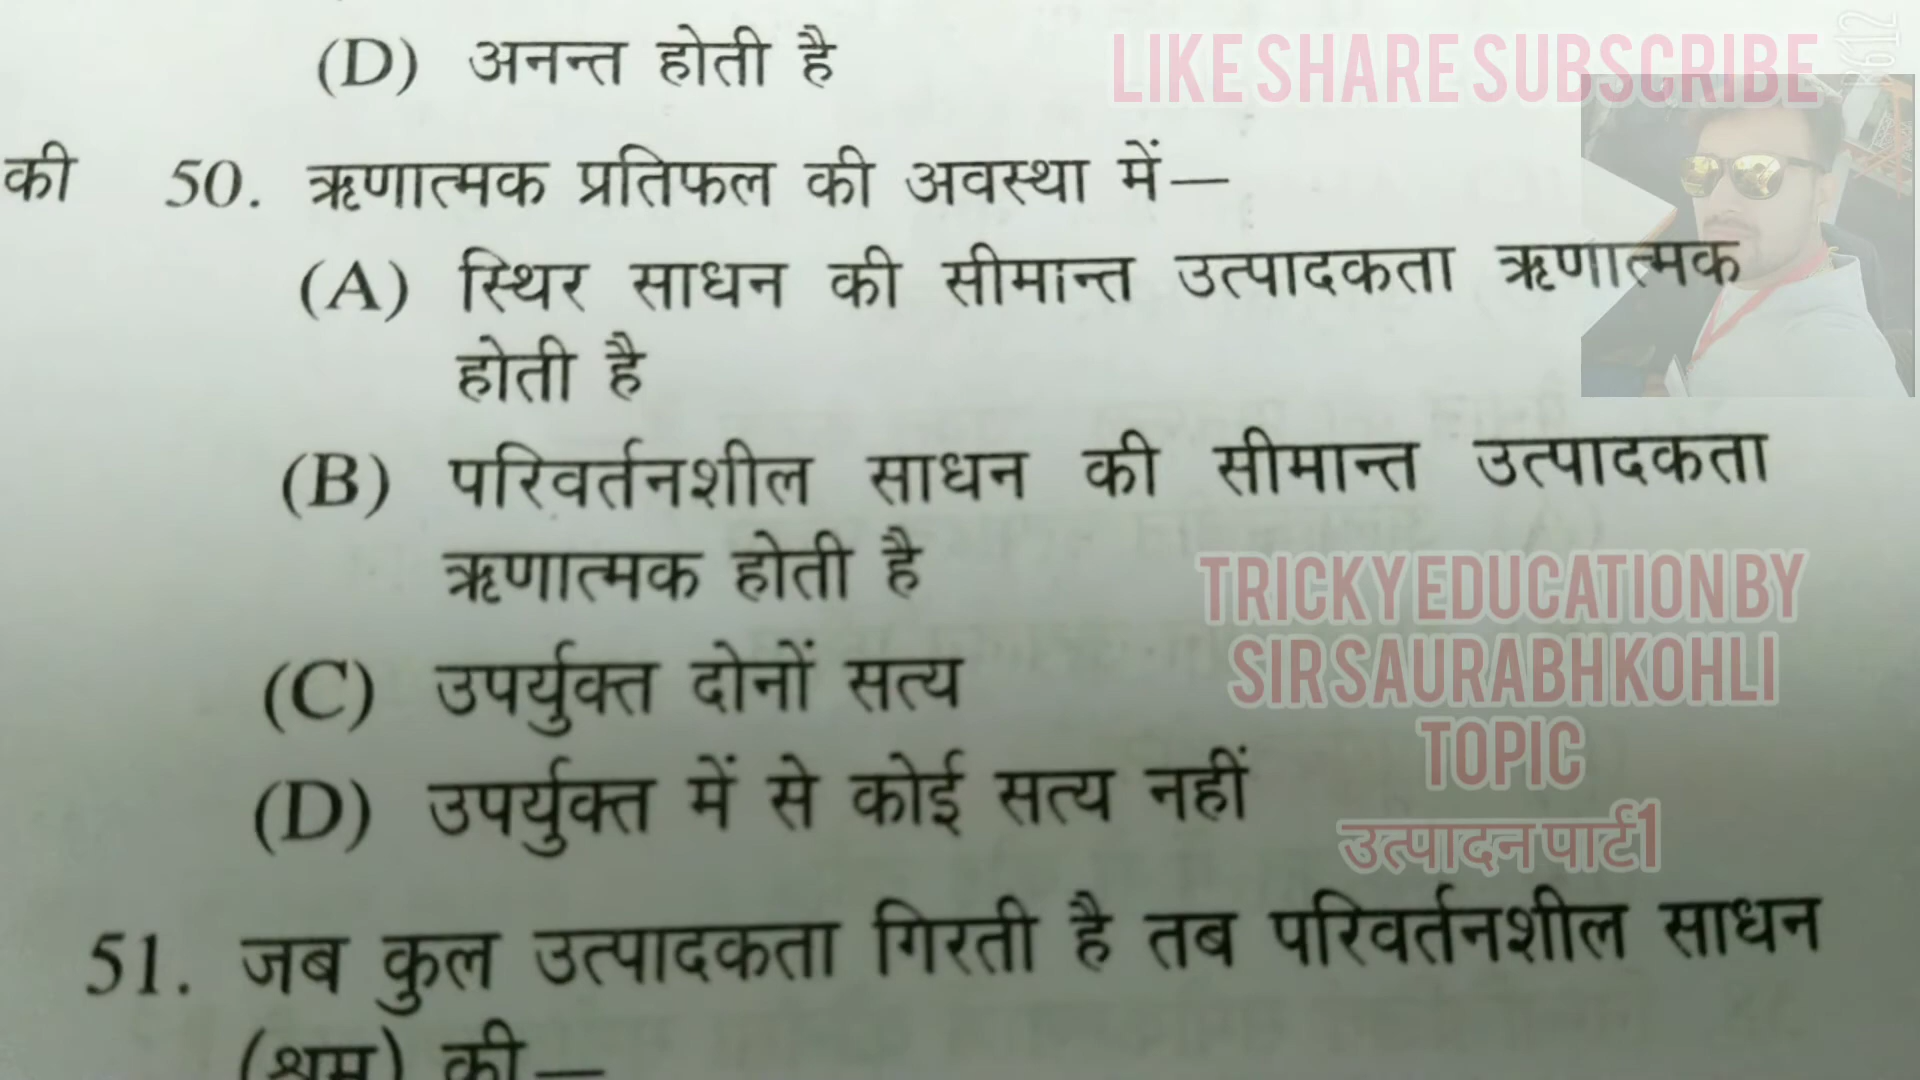 (D) अनन्त होती है
LIKE SHARE SUBSCRIBE
B612
की
50. ऋणात्मक प्रतिफल की अवस्था में—
(A) स्थिर साधन की सीमान्त उत्पादकता ऋणात्मक
होती है
(B) परिवर्तनशील साधन की सीमान्त उत्पादकता
ऋणात्मक होती है
(C) उपर्युक्त दोनों सत्य
(D) उपर्युक्त में से कोई सत्य नहीं
TRICKY EDUCATION BY
SIR SAURABH KOHLI
TOPIC
उत्पादन पार्ट1
51. जब कुल उत्पादकता गिरती है तब परिवर्तनशील साधन
(श्रम) की—